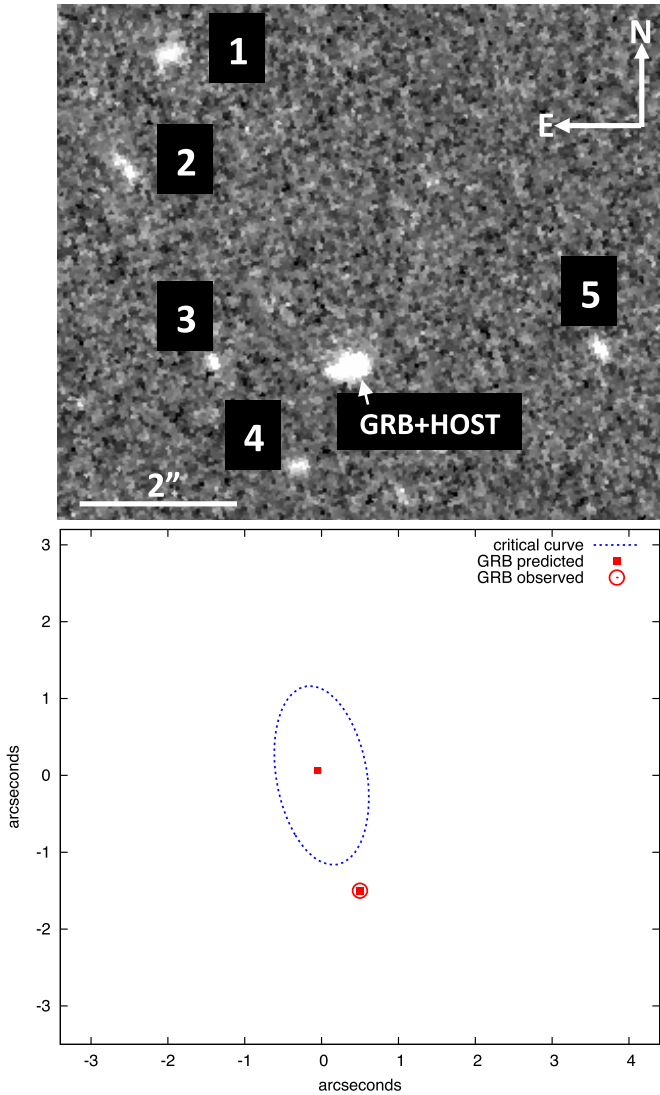 1
N
2
E
3
5
GRB+HOST
4
2”
critical curve
GRB predicted
GRB observed
3
2
1
0
-1
-2
-3
arcseconds
-3 -2 -1 0 1 2 3 4
arcseconds